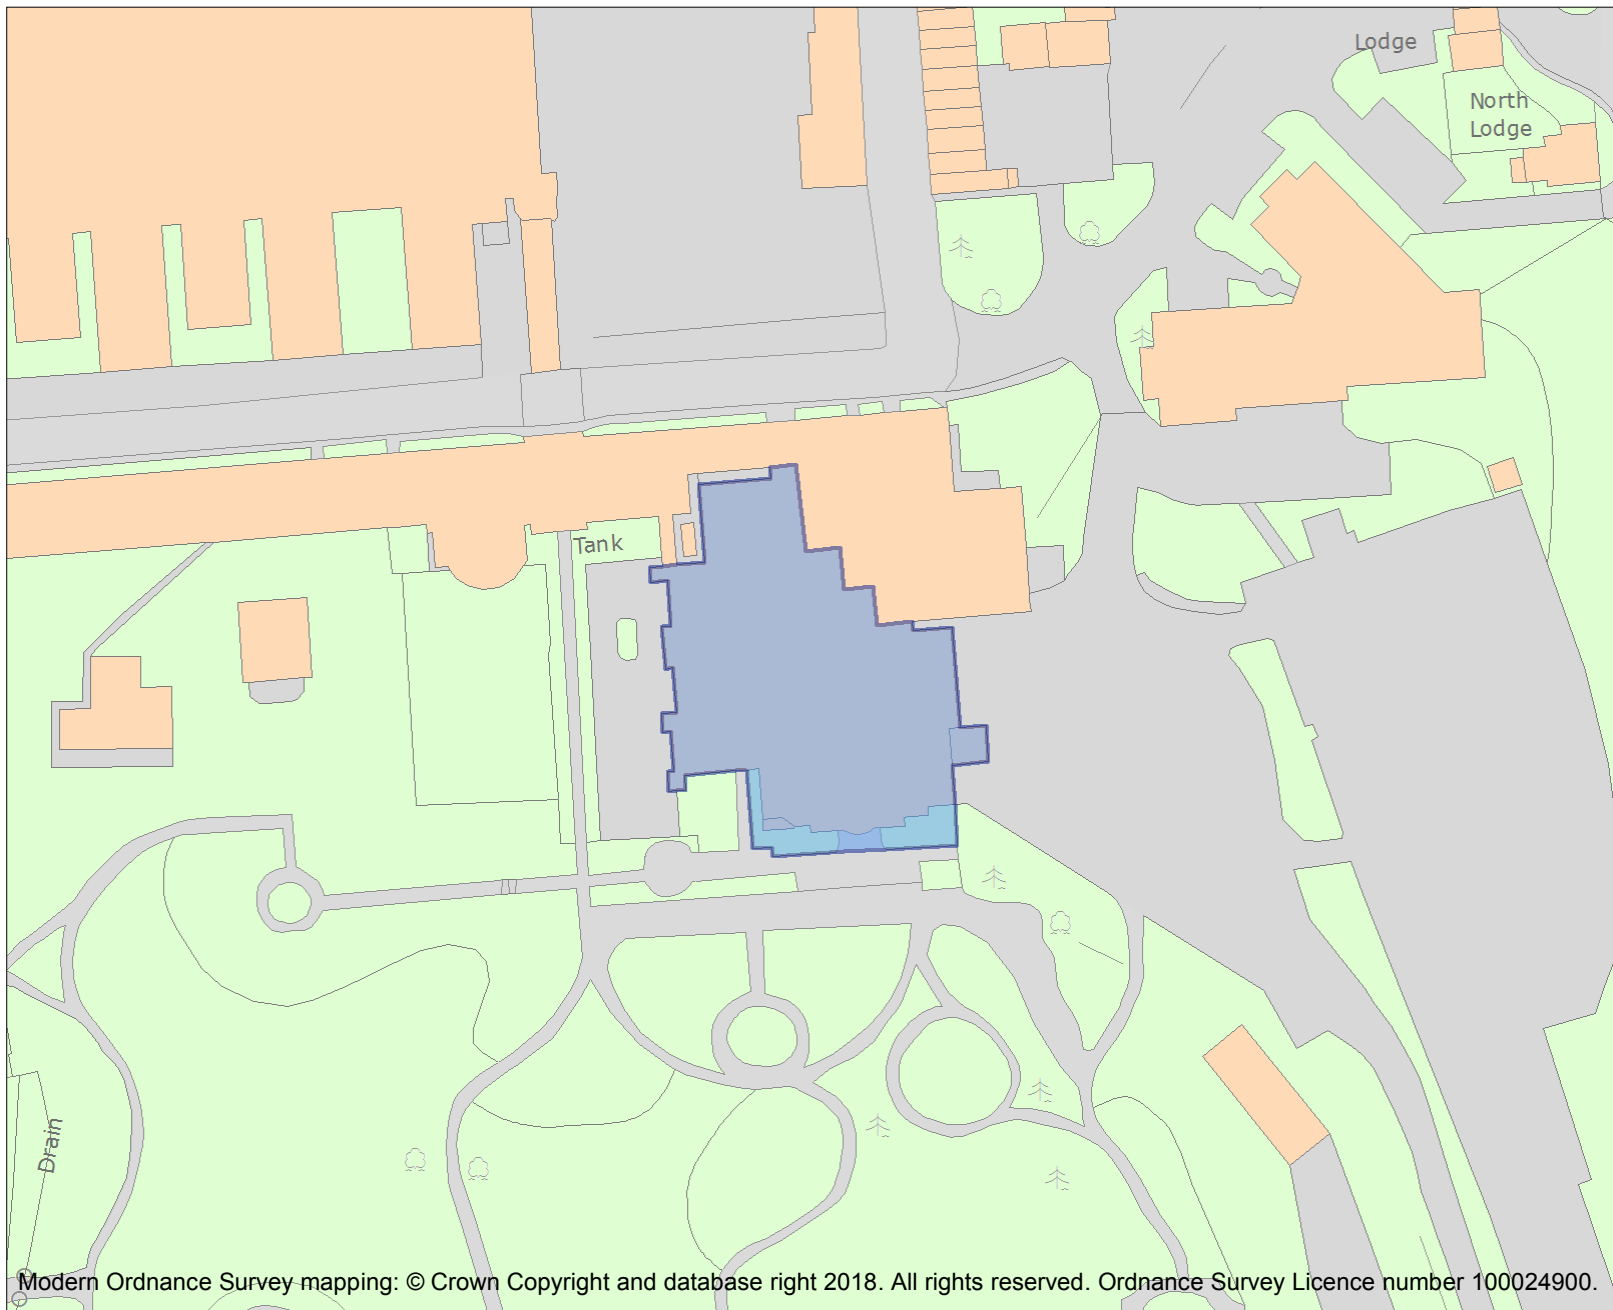 Lodge
North
Lodge
Tank
Drain
Modern Ordnance Survey mapping: © Crown Copyright and database right 2018. All rights reserved. Ordnance Survey Licence number 100024900.